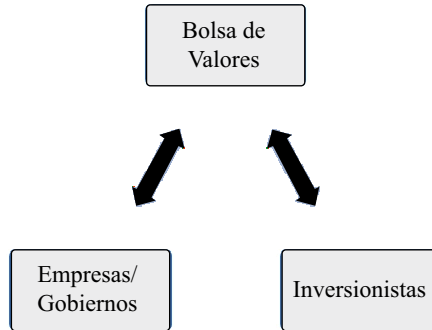 Bolsa de
Valores
Empresas/
Gobiernos
Inversionistas